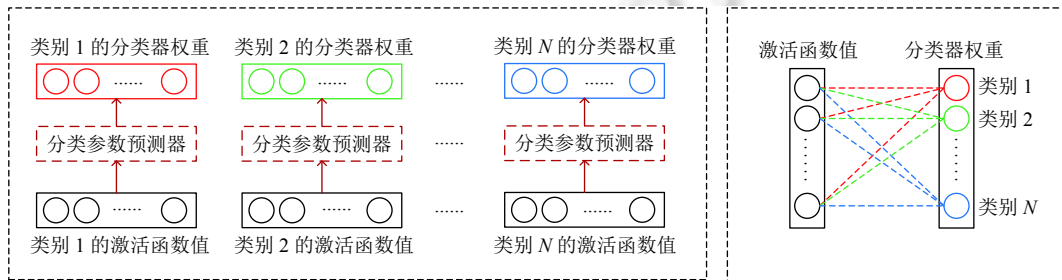 类别 1 的分类器权重
类别 2 的分类器权重
类别 N 的分类器权重
......
......
......
......
分类参数预测器
分类参数预测器
......
分类参数预测器
......
......
......
......
类别 1 的激活函数值
类别 2 的激活函数值
类别 N 的激活函数值
激活函数值
分类器权重
类别 1
类别 2
......
......
类别 N